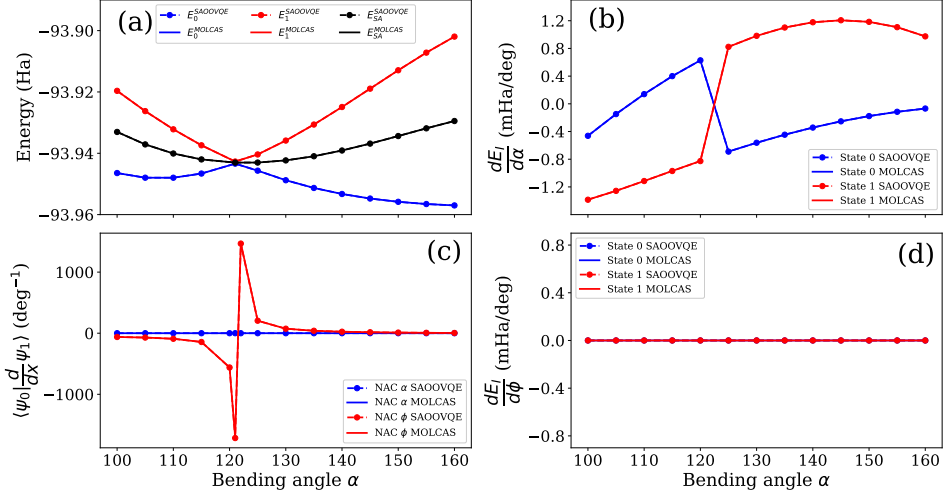 (a)
E_0^SAOOVQE
E_1^SAOOVQE
E_SA^SAOOVQE
E_0^MOLCAS
E_1^MOLCAS
E_SA^MOLCAS
Energy (Ha)
−93.90
−93.92
−93.94
−93.96
(b)
dE_I/dα (mHa/deg)
1.2
0.8
0.4
0.0
−0.4
−0.8
−1.2
State 0 SAOOVQE
State 0 MOLCAS
State 1 SAOOVQE
State 1 MOLCAS
(c)
⟨ψ_0|d/dX ψ_1⟩ (deg^−1)
1000
0
−1000
NAC α SAOOVQE
NAC α MOLCAS
NAC ϕ SAOOVQE
NAC ϕ MOLCAS
100 110 120 130 140 150 160
Bending angle α
(d)
State 0 SAOOVQE
State 0 MOLCAS
State 1 SAOOVQE
State 1 MOLCAS
dE_I/dϕ (mHa/deg)
0.8
0.4
0.0
−0.4
−0.8
100 110 120 130 140 150 160
Bending angle α